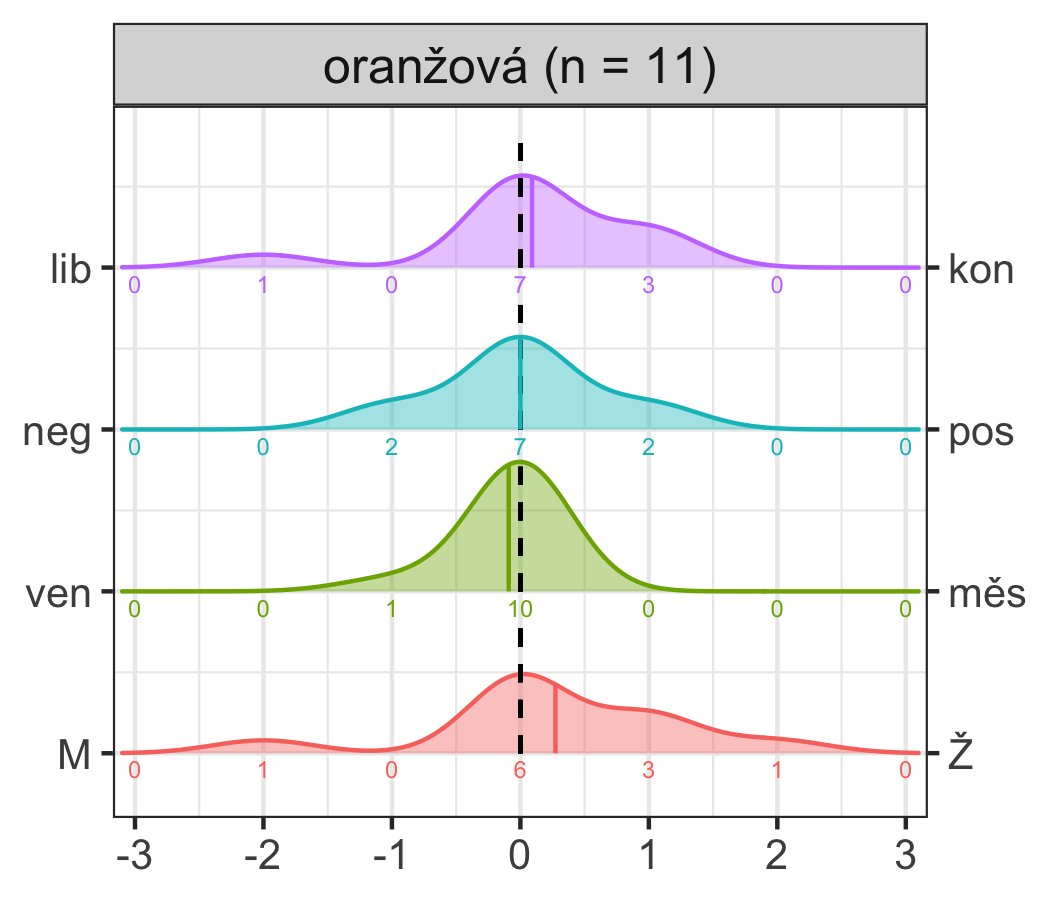 oranžová (n = 11)
lib kon
0 1 0 7 3 0 0
neg pos
0 0 2 7 2 0 0
ven měs
0 0 1 10 0 0 0
M Ž
0 1 0 6 3 1 0
-3 -2 -1 0 1 2 3